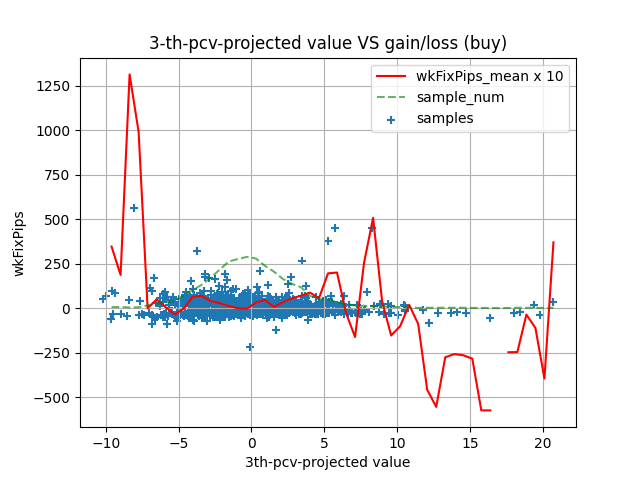 3-th-pcv-projected value VS gain/loss (buy)
wkFixPips_mean x 10
sample_num
samples
1250
1000
750
500
250
0
−250
−500
wkFixPips
−10
−5
0
5
10
15
20
3th-pcv-projected value